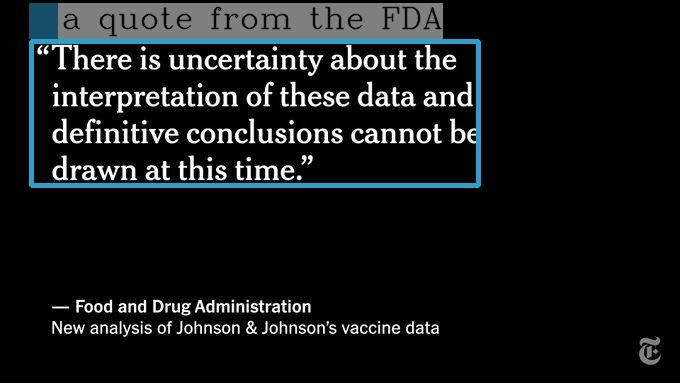 a quote from the FDA
“There is uncertainty about the
interpretation of these data and
definitive conclusions cannot be
drawn at this time.”
— Food and Drug Administration
New analysis of Johnson & Johnson’s vaccine data
T